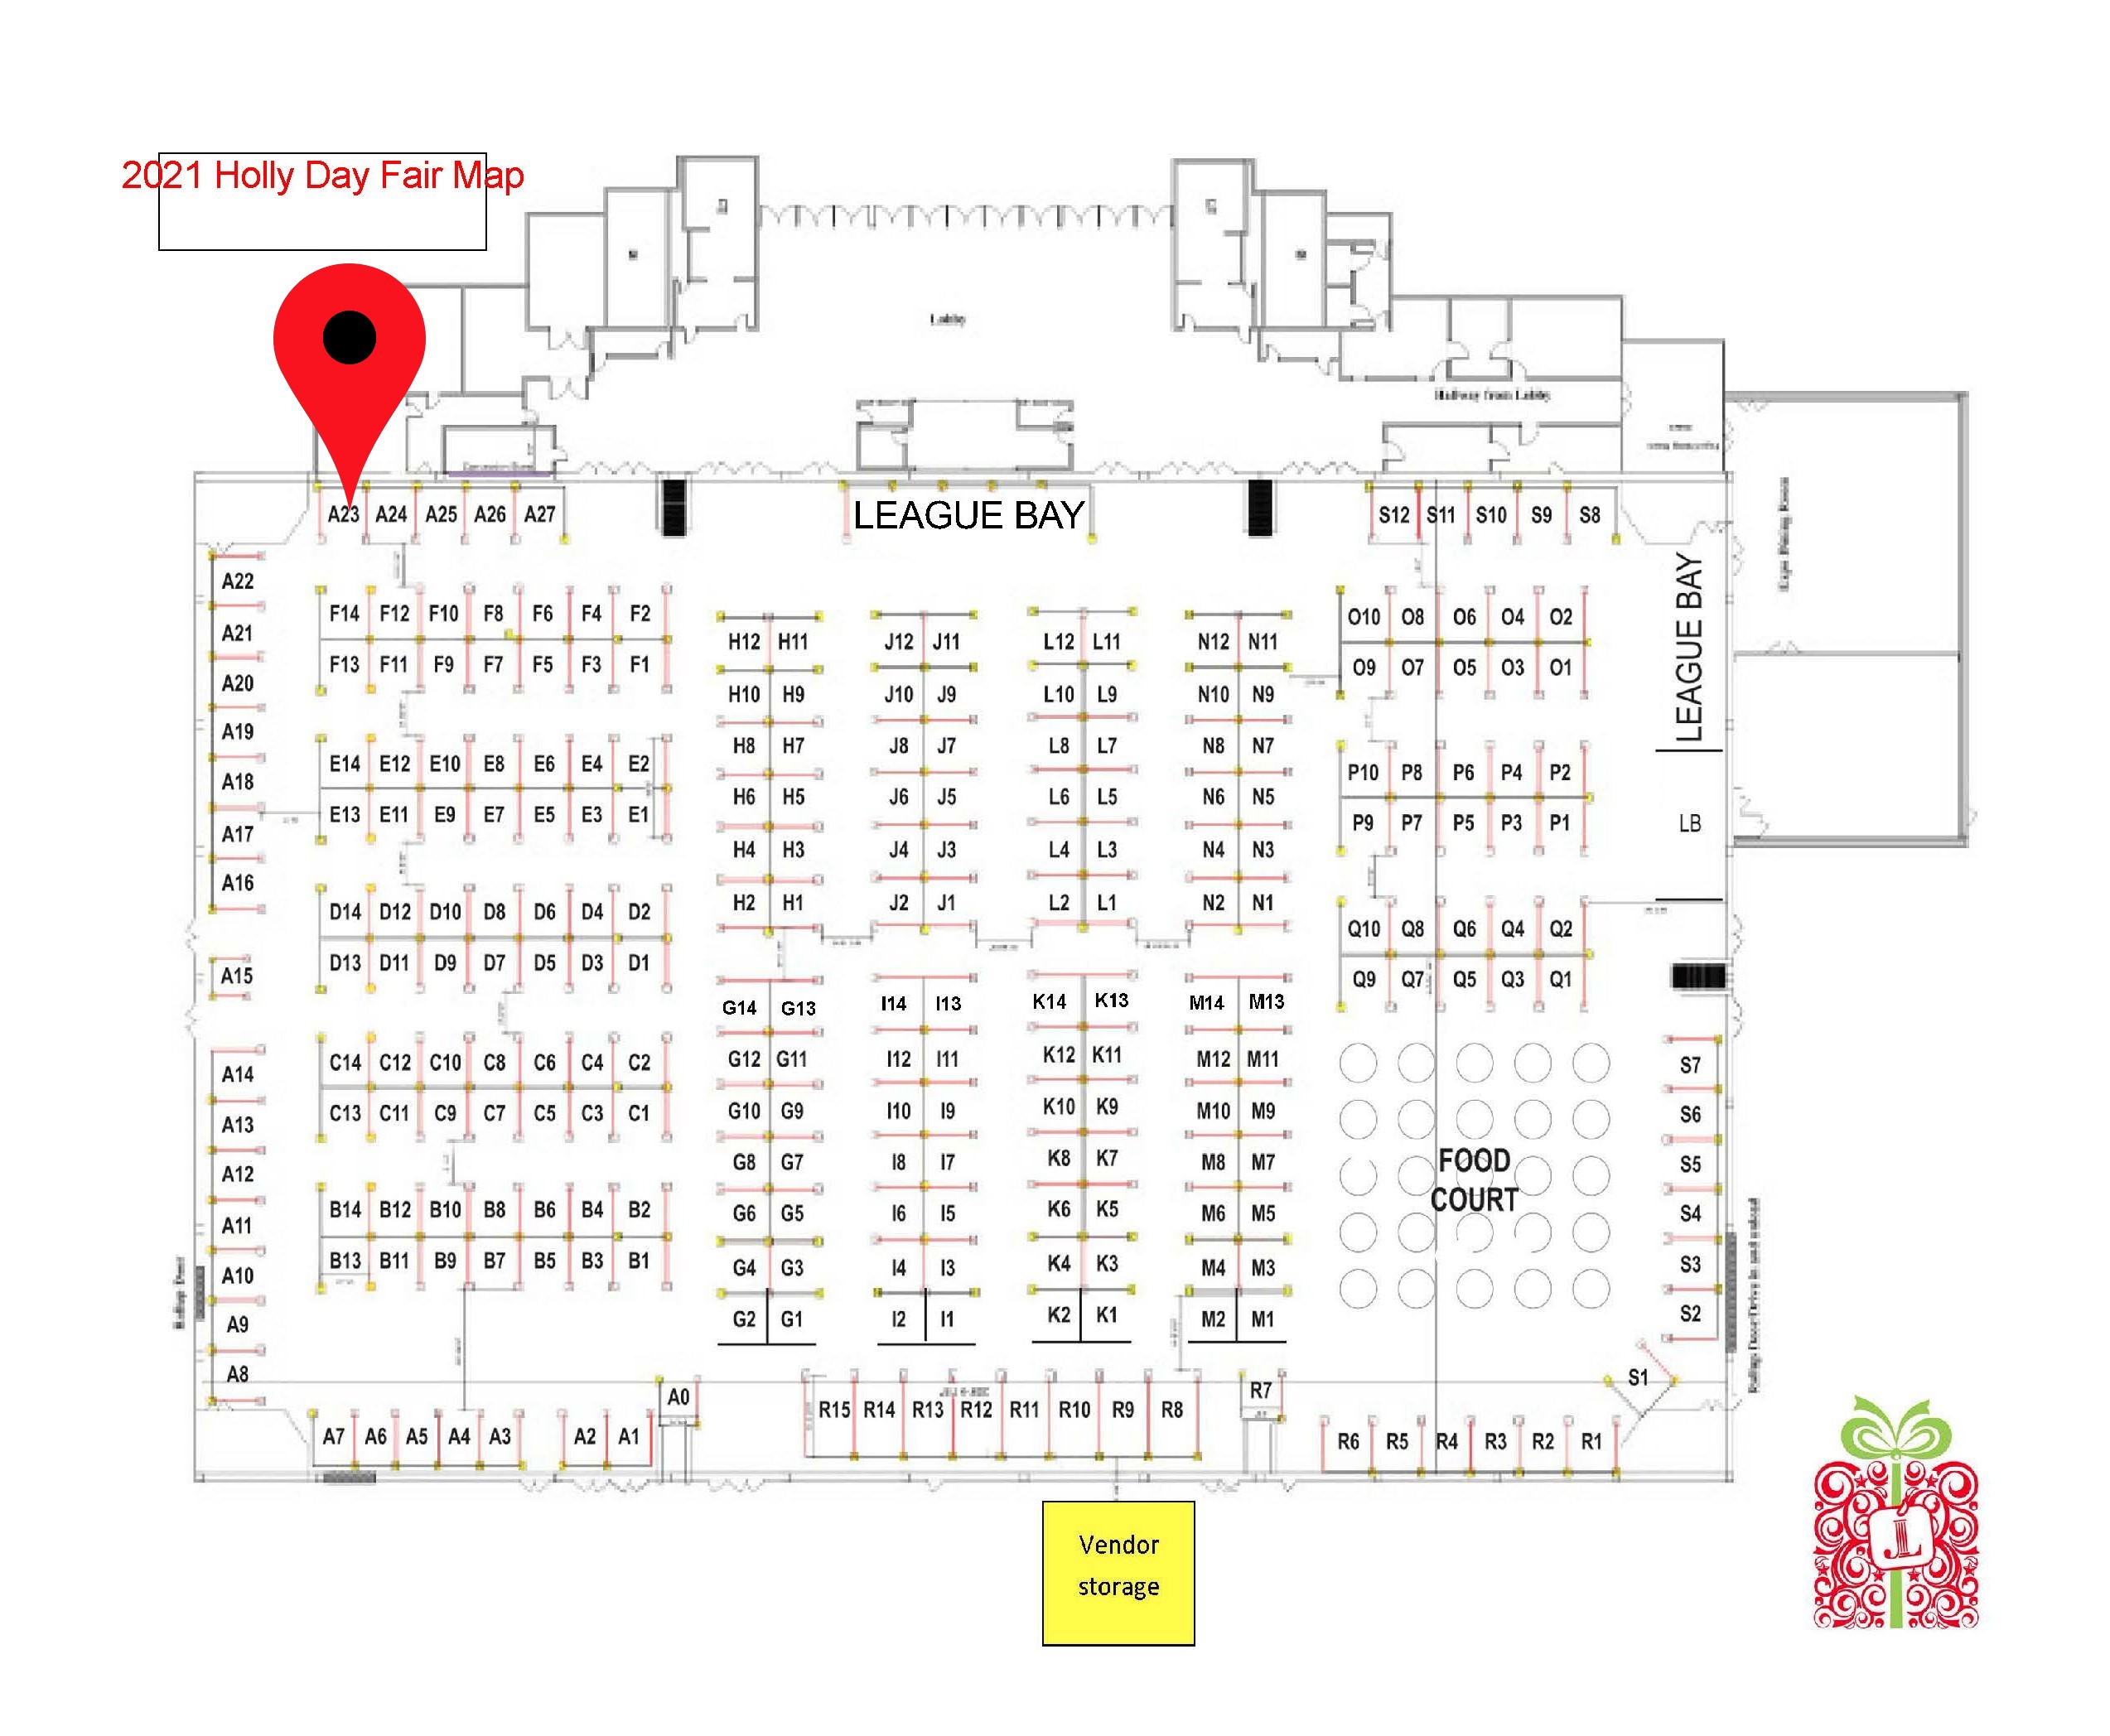 2021 Holly Day Fair Map
Lobby
Hallway from Lobby
LEAGUE BAY
A23 A24 A25 A26 A27
S12 S11 S10 S9 S8
A22
A21
A20
A19
A18
A17
A16
A15
A14
A13
A12
A11
A10
A9
A8
F14 F12 F10 F8 F6 F4 F2
F13 F11 F9 F7 F5 F3 F1
E14 E12 E10 E8 E6 E4 E2
E13 E11 E9 E7 E5 E3 E1
D14 D12 D10 D8 D6 D4 D2
D13 D11 D9 D7 D5 D3 D1
C14 C12 C10 C8 C6 C4 C2
C13 C11 C9 C7 C5 C3 C1
B14 B12 B10 B8 B6 B4 B2
B13 B11 B9 B7 B5 B3 B1
H12 H11 J12 J11 L12 L11 N12 N11
H10 H9 J10 J9 L10 L9 N10 N9
H8 H7 J8 J7 L8 L7 N8 N7
H6 H5 J6 J5 L6 L5 N6 N5
H4 H3 J4 J3 L4 L3 N4 N3
H2 H1 J2 J1 L2 L1 N2 N1
G14 G13 I14 I13 K14 K13 M14 M13
G12 G11 I12 I11 K12 K11 M12 M11
G10 G9 I10 I9 K10 K9 M10 M9
G8 G7 I8 I7 K8 K7 M8 M7
G6 G5 I6 I5 K6 K5 M6 M5
G4 G3 I4 I3 K4 K3 M4 M3
G2 G1 I2 I1 K2 K1 M2 M1
O10 O8 O6 O4 O2
O9 O7 O5 O3 O1
P10 P8 P6 P4 P2
P9 P7 P5 P3 P1
Q10 Q8 Q6 Q4 Q2
Q9 Q7 Q5 Q3 Q1
LEAGUE BAY
LB
FOOD
COURT
S7
S6
S5
S4
S3
S2
S1
A7 A6 A5 A4 A3 A2 A1
A0
R15 R14 R13 R12 R11 R10 R9 R8
R7
R6 R5 R4 R3 R2 R1
Vendor
storage
JL